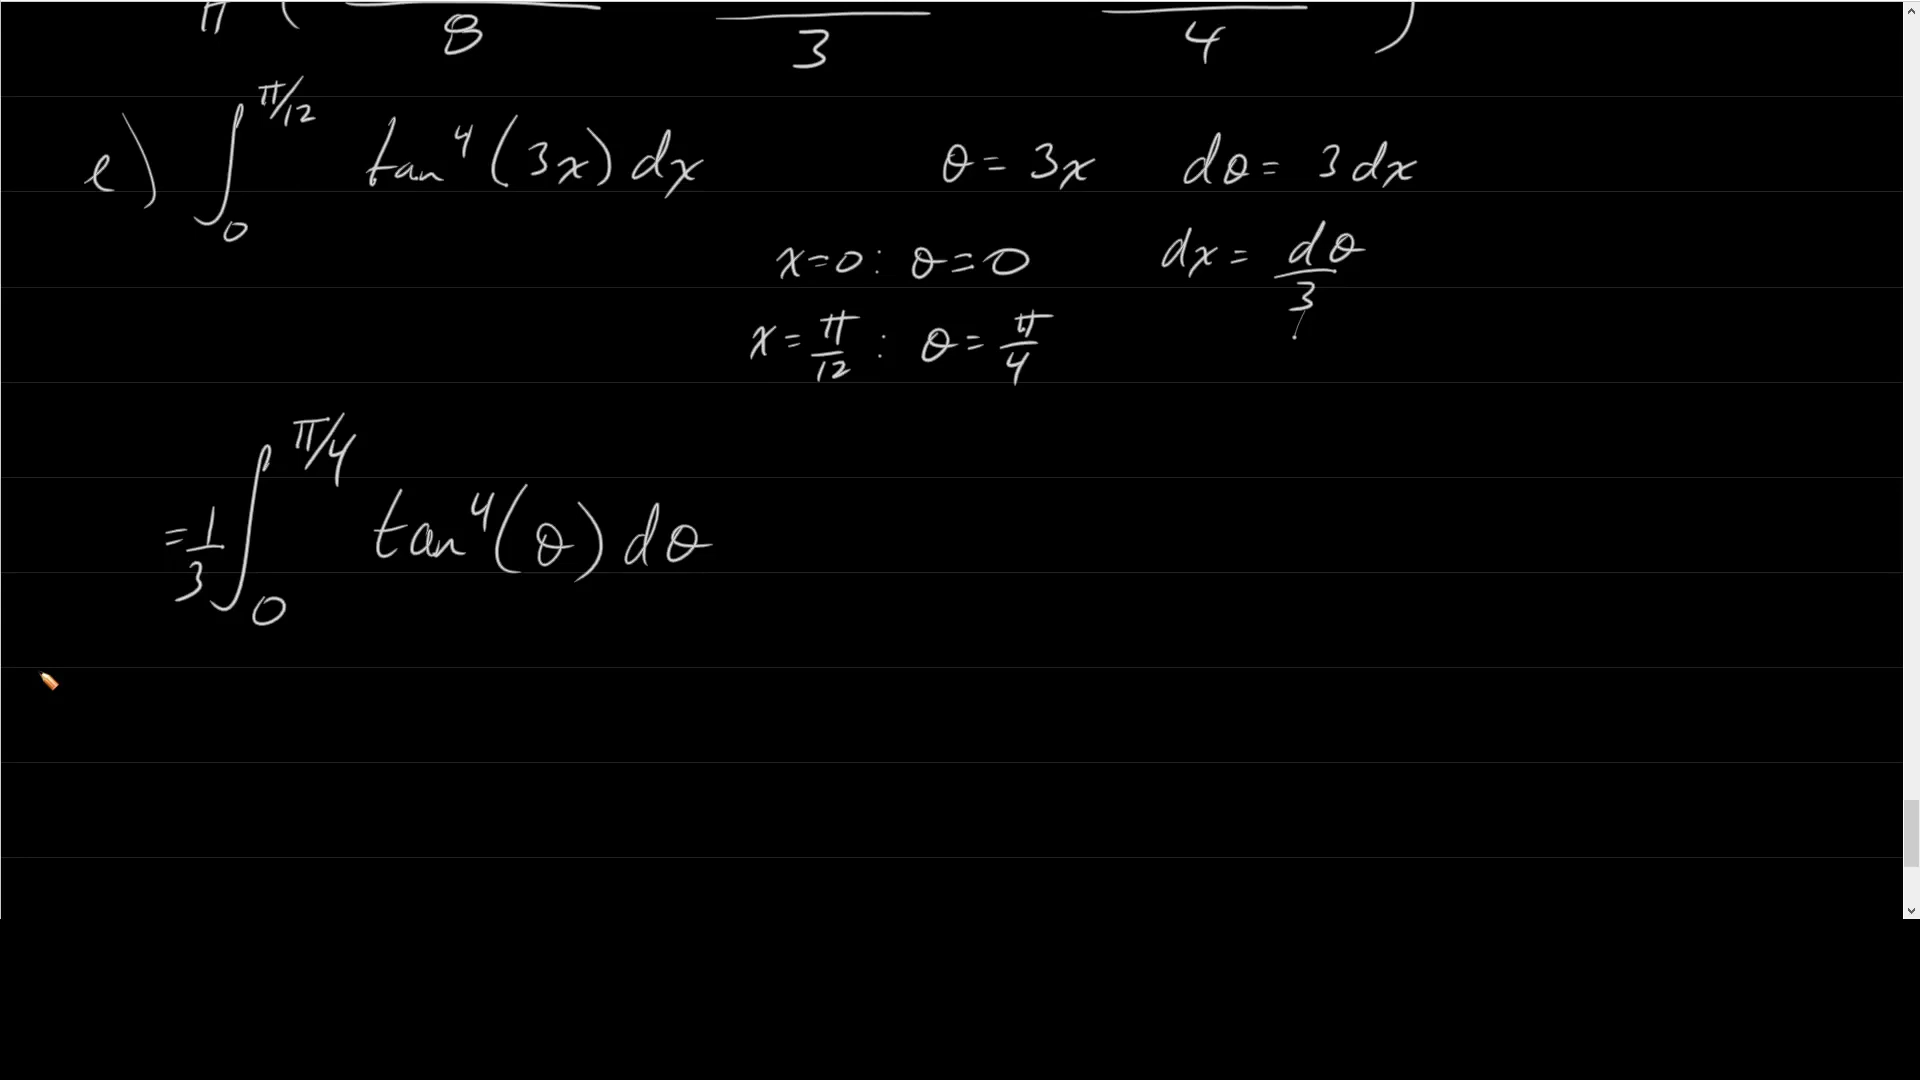 π ( 8 3 4 )
e) ∫₀^{π/12} tan⁴(3x) dx θ = 3x dθ = 3dx
x=0: θ=0 dx = dθ/3
x=π/12: θ=π/4
= 1/3 ∫₀^{π/4} tan⁴(θ) dθ